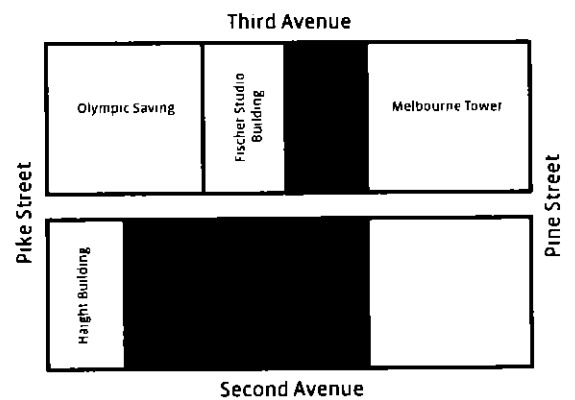 Third Avenue
Olympic Saving
Fischer Studio
Building
Melbourne Tower
Pike Street
Pine Street
Haight Building
Second Avenue